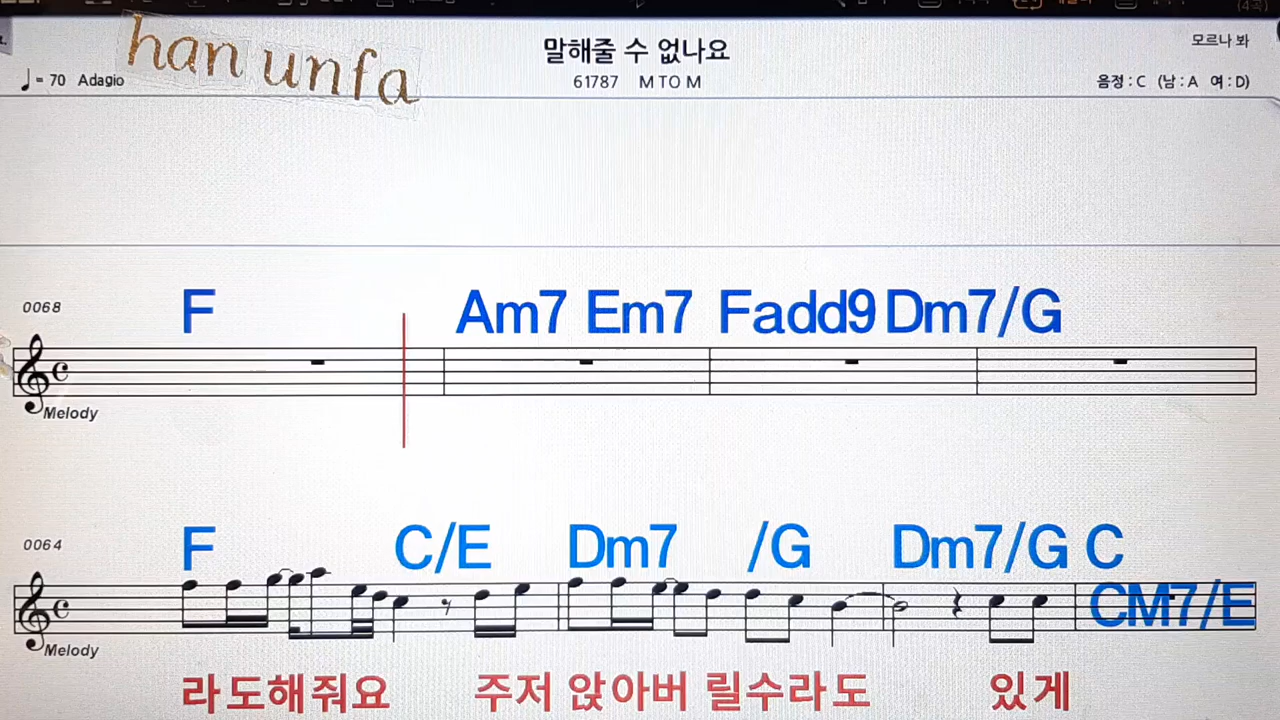 han unfa
말해줄 수 없나요
모르나 봐
♩= 70 Adagio
61787 M TO M
음정 : C (남 : A 여 : D)
0068
F Am7 Em7 Fadd9 Dm7/G
Melody
0064
F C/E Dm7 /G Dm7/G C
CM7/E
Melody
라도해줘요 주저 앉아버 릴수라도 있게